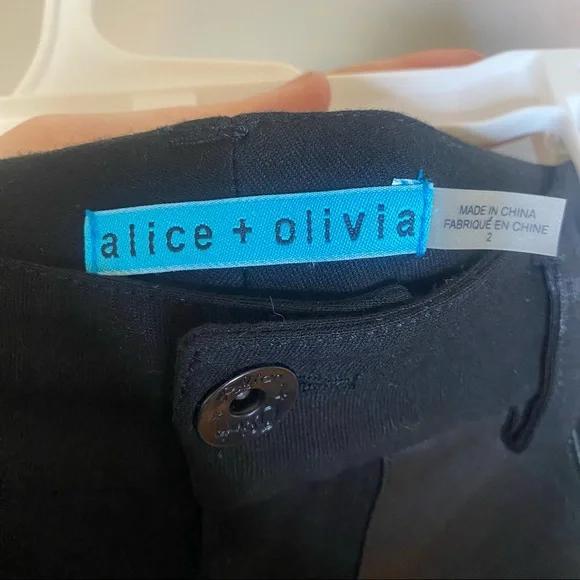 alice + olivia
MADE IN CHINA
FABRIQUÉ EN CHINE
2